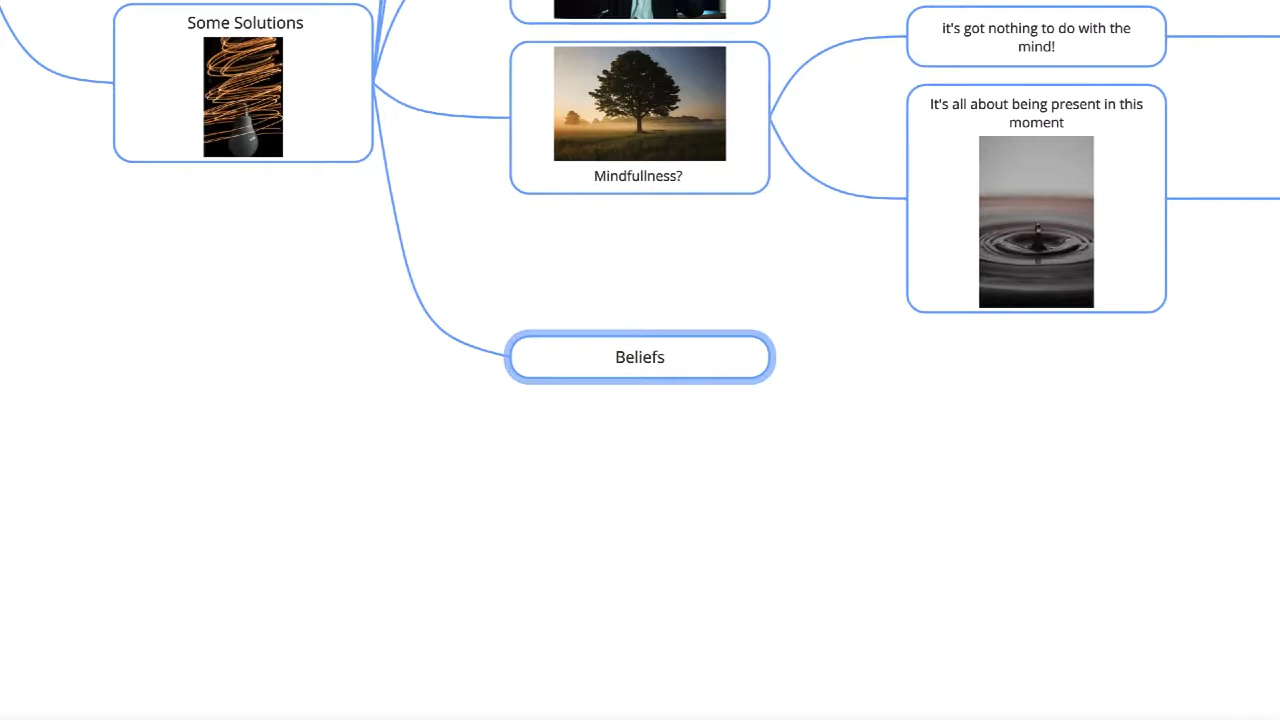 Some Solutions
it's got nothing to do with the
mind!
It's all about being present in this
moment
Mindfullness?
Beliefs